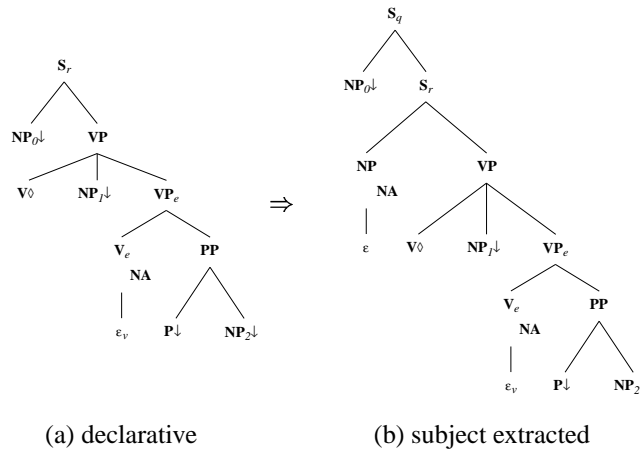 S_q
S_r
NP_0↓ S_r
NP_0↓ VP
NP VP
NA
V◊ NP_1↓ VP_e
⇒
ε V◊ NP_1↓ VP_e
V_e PP
NA
V_e PP
NA
ε_v P↓ NP_2↓
ε_v P↓ NP_2
(a) declarative (b) subject extracted